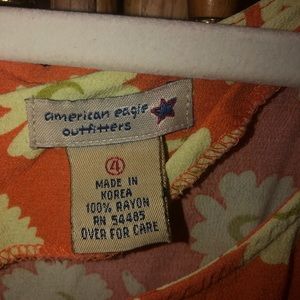 american eagle
outfitters
4
MADE IN
KOREA
100% RAYON
RN 54485
OVER FOR CARE